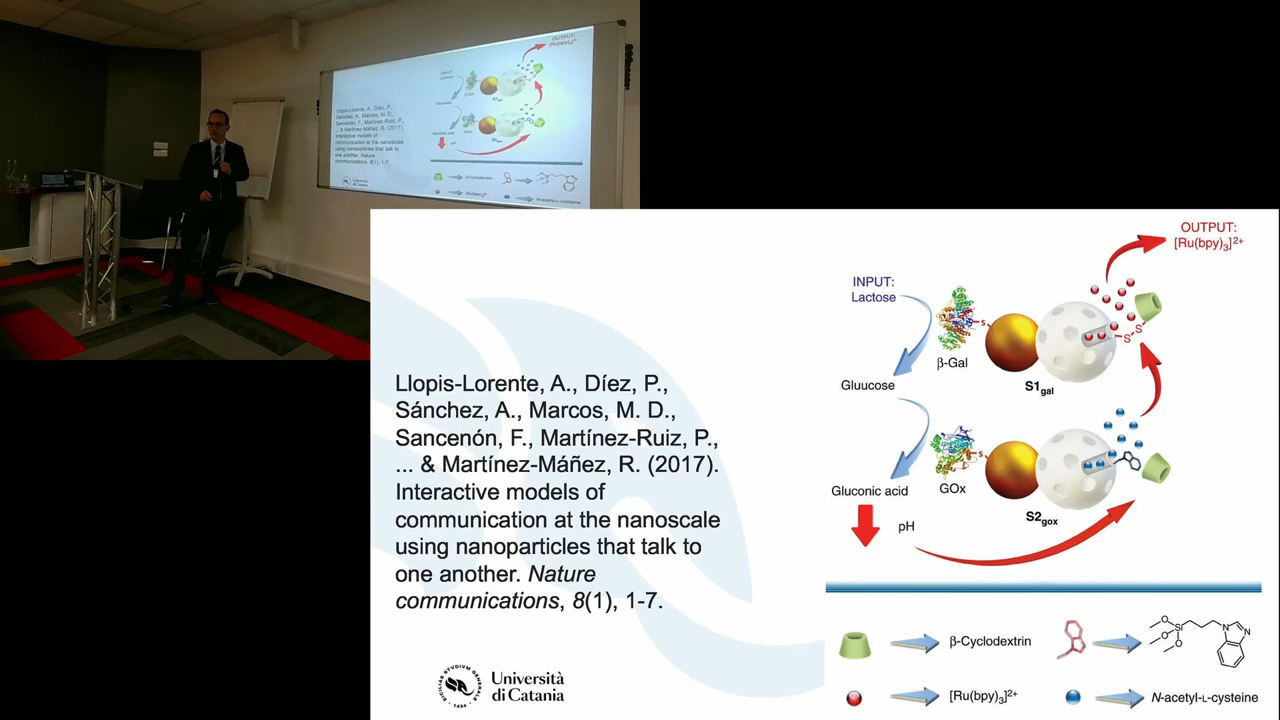 Llopis-Lorente, A., Díez, P.,
Sánchez, A., Marcos, M. D.,
Sancenón, F., Martínez-Ruiz, P.,
... & Martínez-Máñez, R. (2017).
Interactive models of
communication at the nanoscale
using nanoparticles that talk to
one another. Nature
communications, 8(1), 1-7.
Università
di Catania
OUTPUT:
[Ru(bpy)3]2+
INPUT:
Lactose
β-Gal
S
S
S
S1gal
Gluucose
GOx
S
S2gox
Gluconic acid
pH
β-Cyclodextrin
O
O
O
Si
N
N
[Ru(bpy)3]2+
N-acetyl-L-cysteine